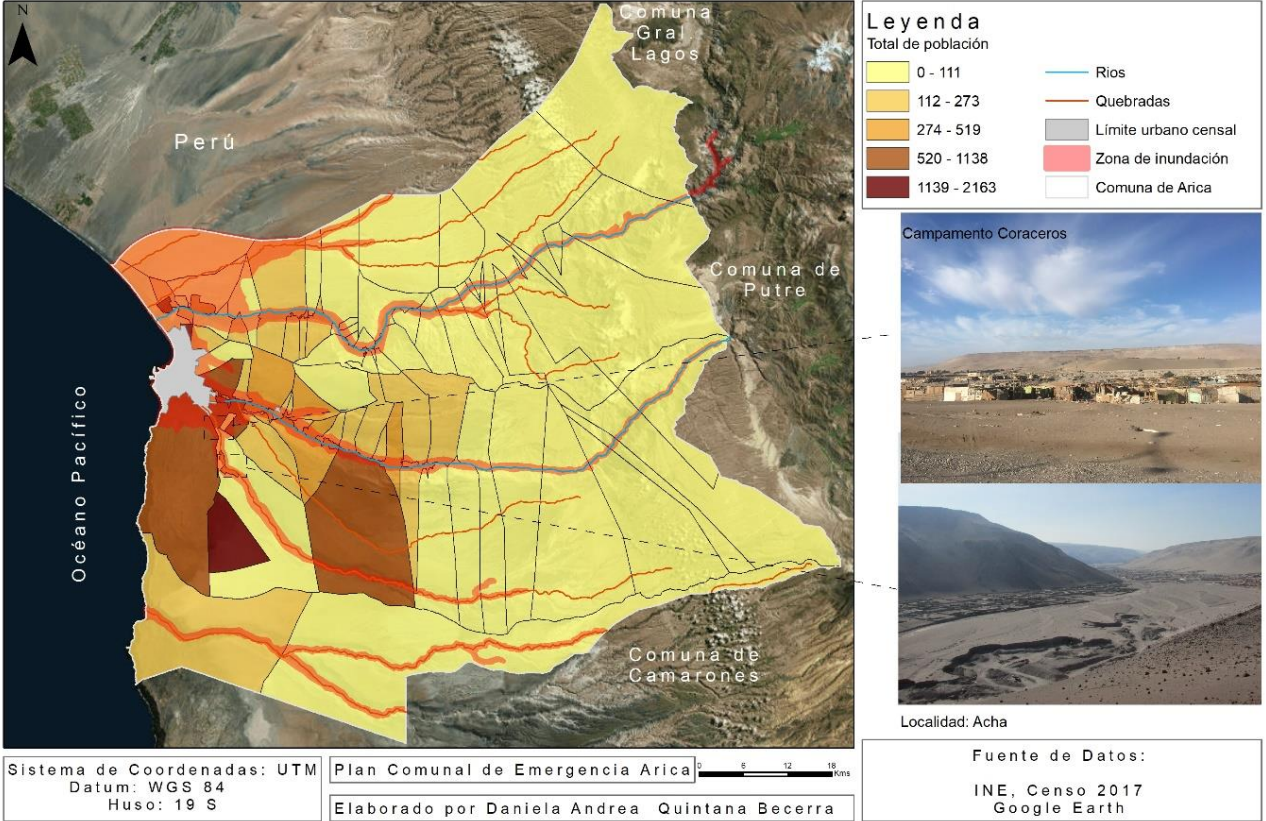 N
Comuna
Gral.
Lagos
Perú
Comuna de
Putre
Océano Pacífico
Comuna de
Camarones
Leyenda
Total de población
0 - 111
112 - 273
274 - 519
520 - 1138
1139 - 2163
Rios
Quebradas
Límite urbano censal
Zona de inundación
Comuna de Arica
Campamento Coraceros
Localidad: Acha
Sistema de Coordenadas: UTM
Datum: WGS 84
Huso: 19 S
Plan Comunal de Emergencia Arica
0 6 12 18
Kms
Elaborado por Daniela Andrea Quintana Becerra
Fuente de Datos:
INE, Censo 2017
Google Earth